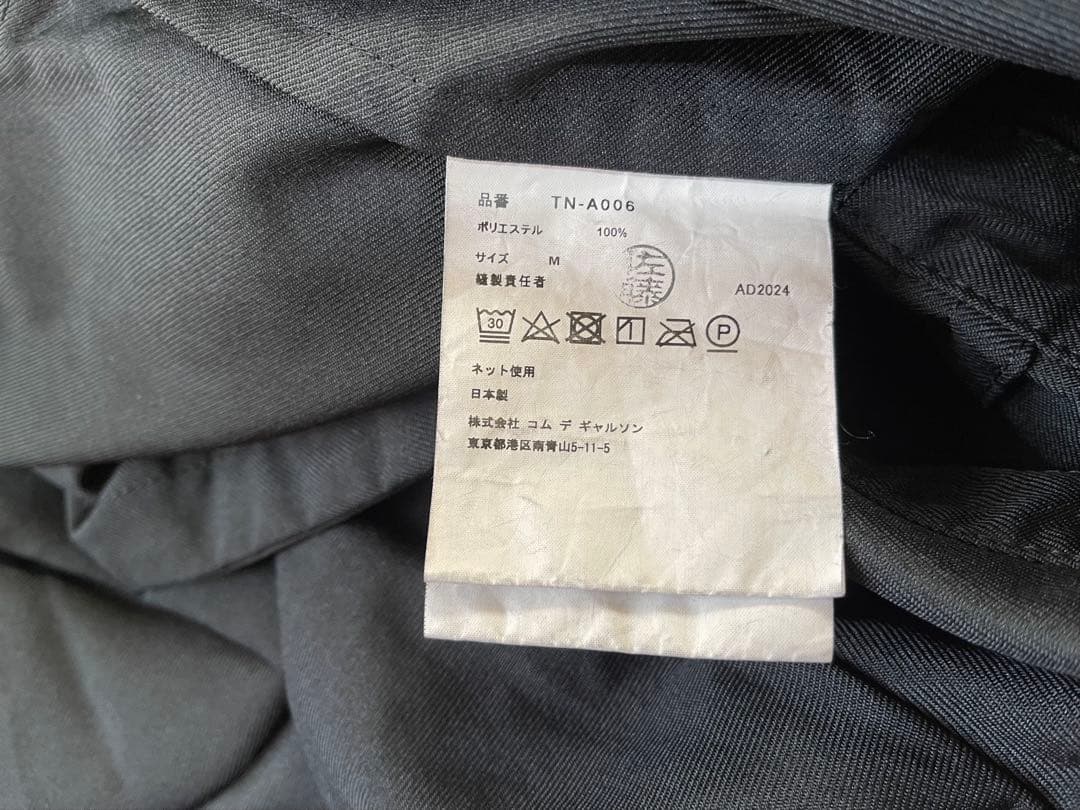 品番 TN-A006
ポリエステル 100%
サイズ M
縫製責任者 佐藤 AD2024
30 P
ネット使用
日本製
株式会社 コム デ ギャルソン
東京都港区南青山5-11-5